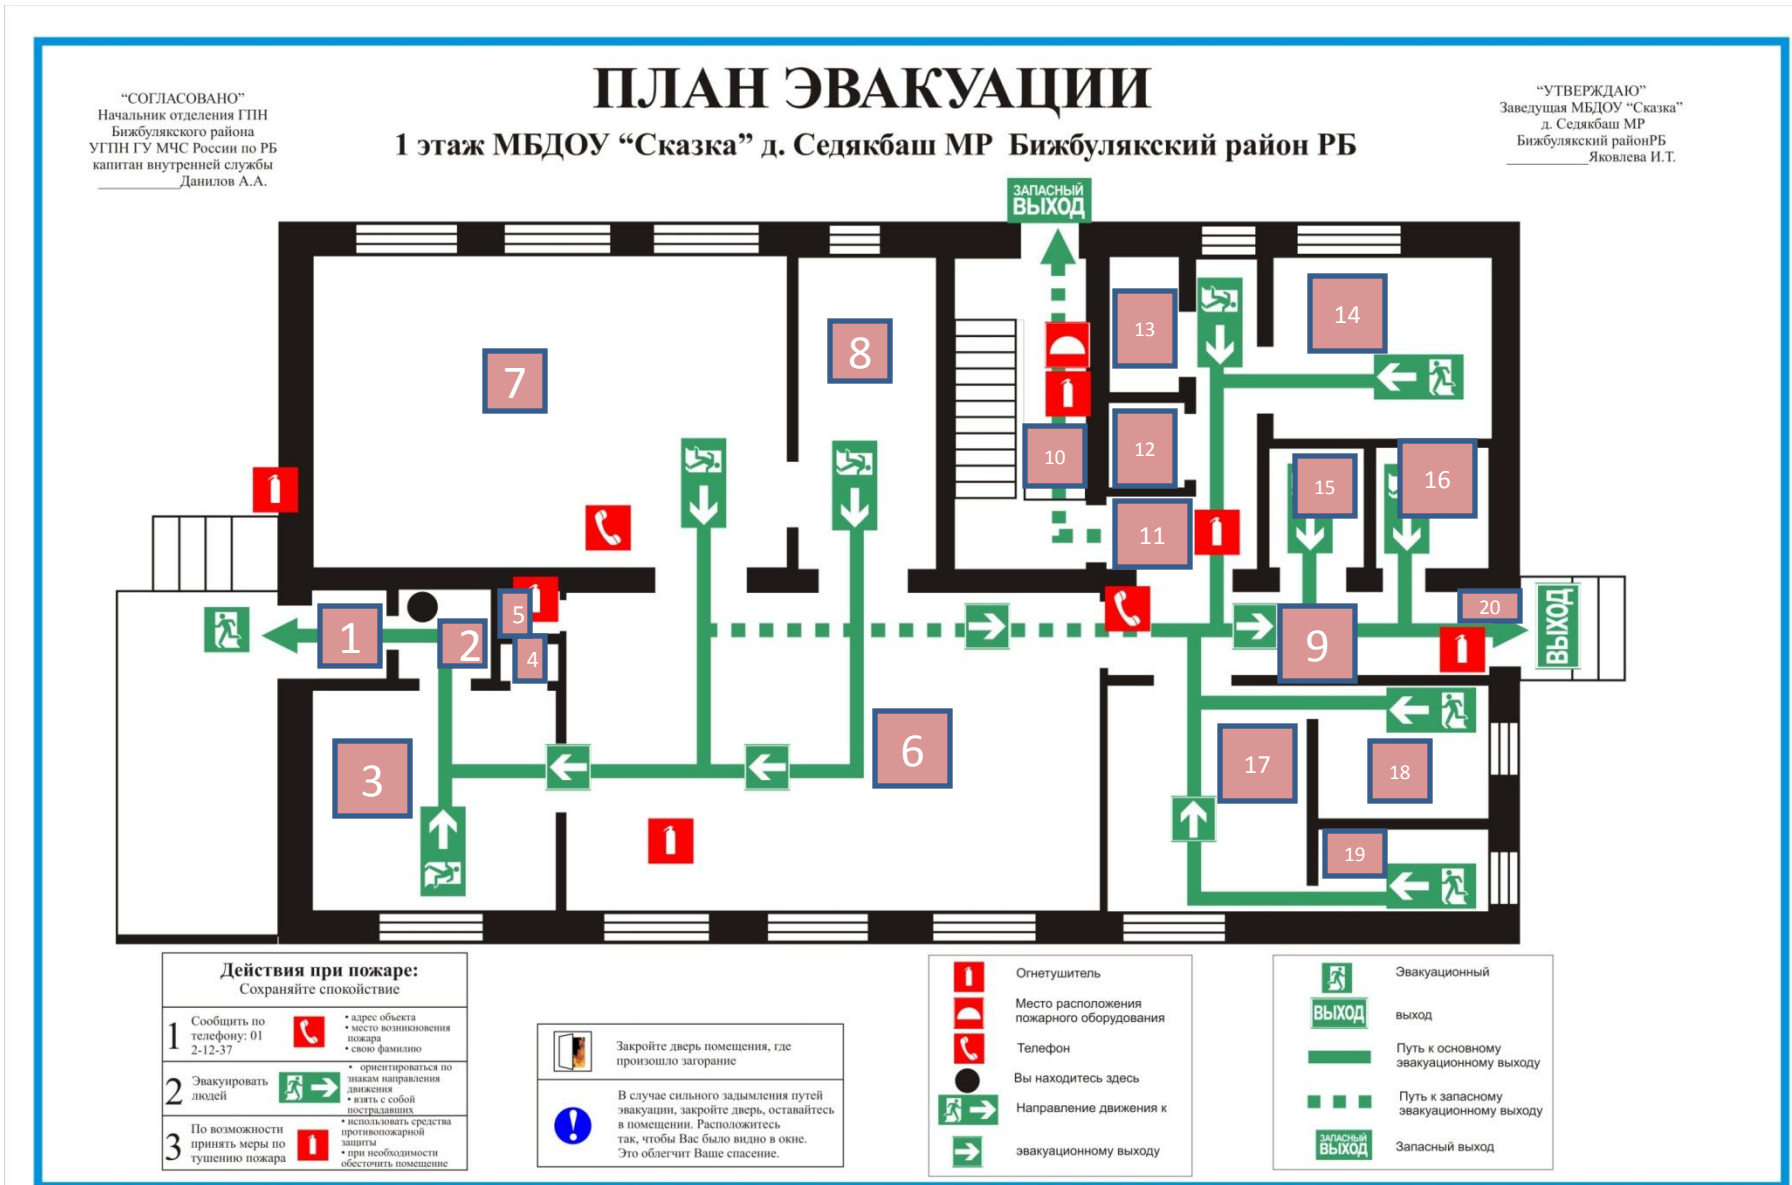 “СОГЛАСОВАНО”
Начальник отделения ГПН
Бижбулякского района
УГПН ГУ МЧС России по РБ
капитан внутренней службы
____________Данилов А.А.
ПЛАН ЭВАКУАЦИИ
1 этаж МБДОУ “Сказка” д. Седякбаш МР Бижбулякский район РБ
“УТВЕРЖДАЮ”
Заведущая МБДОУ “Сказка”
д. Седякбаш МР
Бижбулякский районРБ
____________Яковлева И.Т.
ЗАПАСНЫЙ
ВЫХОД
13
14
7
8
10
12
15
16
11
1
2
5
4
9
20
ВЫХОД
3
6
17
18
19
Действия при пожаре:
Сохраняйте спокойствие
1
Сообщить по
телефону: 01
2-12-37
• адрес объекта
• место возникновения
пожара
• свою фамилию
2
Эвакуировать
людей
• ориентироваться по
знакам направления
движения
• взять с собой
пострадавших
3
По возможности
принять меры по
тушению пожара
• использовать средства
противопожарной
защиты
• при необходимости
обесточить помещение
Закройте дверь помещения, где
произошло загорание
В случае сильного задымления путей
эвакуации, закройте дверь, оставайтесь
в помещении. Расположитесь
так, чтобы Вас было видно в окне.
Это облегчит Ваше спасение.
Огнетушитель
Место расположения
пожарного оборудования
Телефон
Вы находитесь здесь
Направление движения к
эвакуационному выходу
Эвакуационный
ВЫХОД
выход
Путь к основному
эвакуационному выходу
Путь к запасному
эвакуационному выходу
ЗАПАСНЫЙ
ВЫХОД
Запасный выход